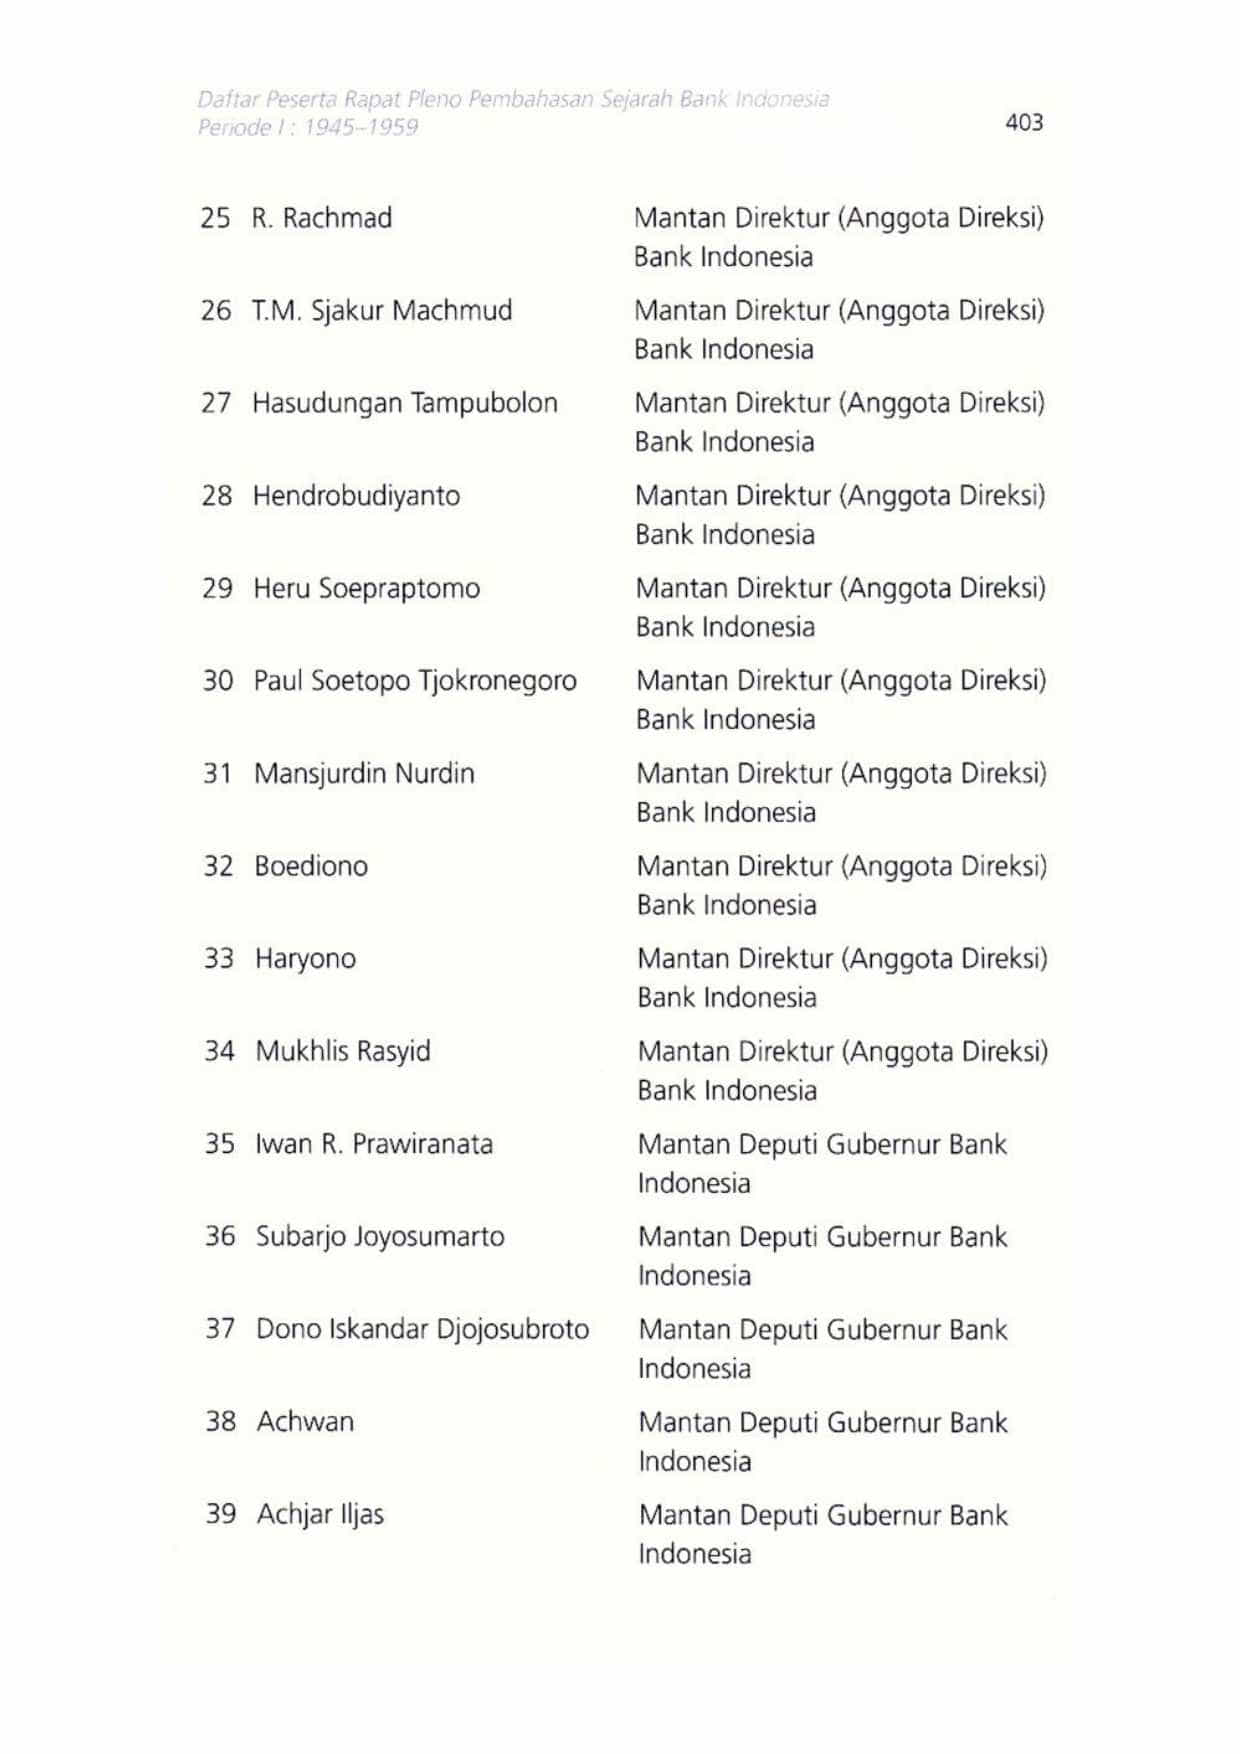 Daftar Peserta Rapat Pleno Pembahasan Sejarah Bank Indonesia
Periode I : 1945–1959
403
25 R. Rachmad Mantan Direktur (Anggota Direksi)
Bank Indonesia
26 T.M. Sjakur Machmud Mantan Direktur (Anggota Direksi)
Bank Indonesia
27 Hasudungan Tampubolon Mantan Direktur (Anggota Direksi)
Bank Indonesia
28 Hendrobudiyanto Mantan Direktur (Anggota Direksi)
Bank Indonesia
29 Heru Soepraptomo Mantan Direktur (Anggota Direksi)
Bank Indonesia
30 Paul Soetopo Tjokronegoro Mantan Direktur (Anggota Direksi)
Bank Indonesia
31 Mansjurdin Nurdin Mantan Direktur (Anggota Direksi)
Bank Indonesia
32 Boediono Mantan Direktur (Anggota Direksi)
Bank Indonesia
33 Haryono Mantan Direktur (Anggota Direksi)
Bank Indonesia
34 Mukhlis Rasyid Mantan Direktur (Anggota Direksi)
Bank Indonesia
35 Iwan R. Prawiranata Mantan Deputi Gubernur Bank
Indonesia
36 Subarjo Joyosumarto Mantan Deputi Gubernur Bank
Indonesia
37 Dono Iskandar Djojosubroto Mantan Deputi Gubernur Bank
Indonesia
38 Achwan Mantan Deputi Gubernur Bank
Indonesia
39 Achjar Iljas Mantan Deputi Gubernur Bank
Indonesia